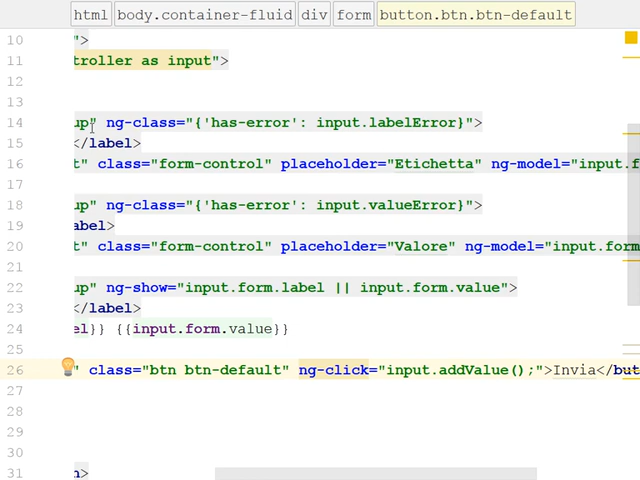 html body.container-fluid div form button.btn.btn-default
10 ">
11 troller as input">
12
13
14 up" ng-class="{'has-error': input.labelError}">
15 </label>
16 t" class="form-control" placeholder="Etichetta" ng-model="input.f
17
18 up" ng-class="{'has-error': input.valueError}">
19 abel>
20 t" class="form-control" placeholder="Valore" ng-model="input.form
21
22 up" ng-show="input.form.label || input.form.value">
23 </label>
24 el}} {{input.form.value}}
25
26 " class="btn btn-default" ng-click="input.addValue();">Invia</but
27
28
29
30
31 n>